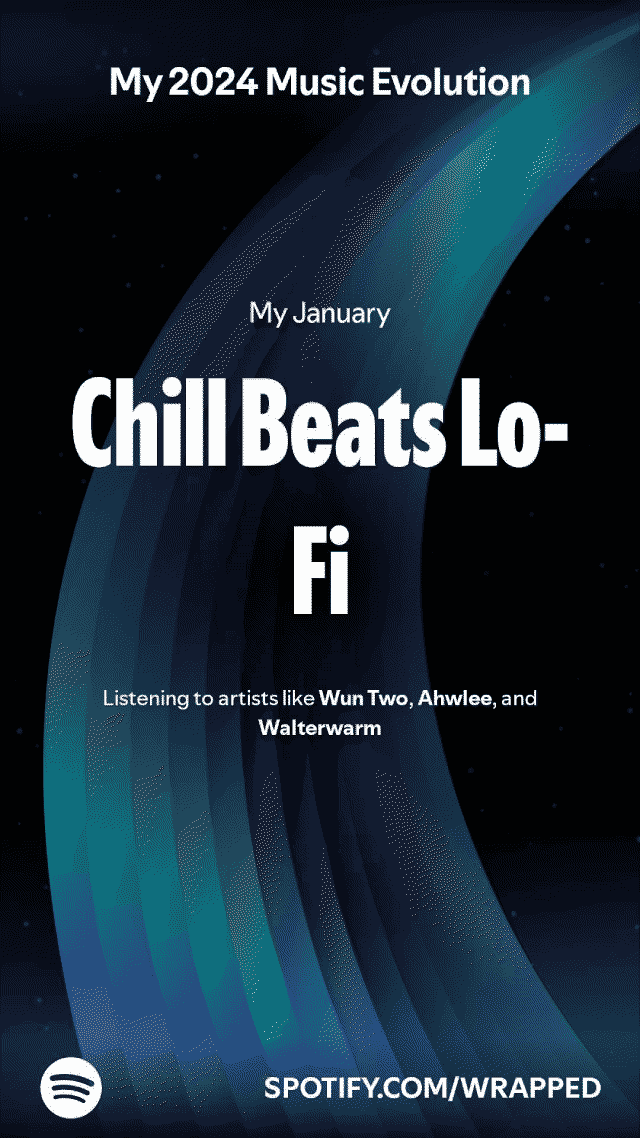 My 2024 Music Evolution
My January
Chill Beats Lo-
Fi
Listening to artists like Wun Two, Ahwlee, and
Walterwarm
SPOTIFY.COM/WRAPPED